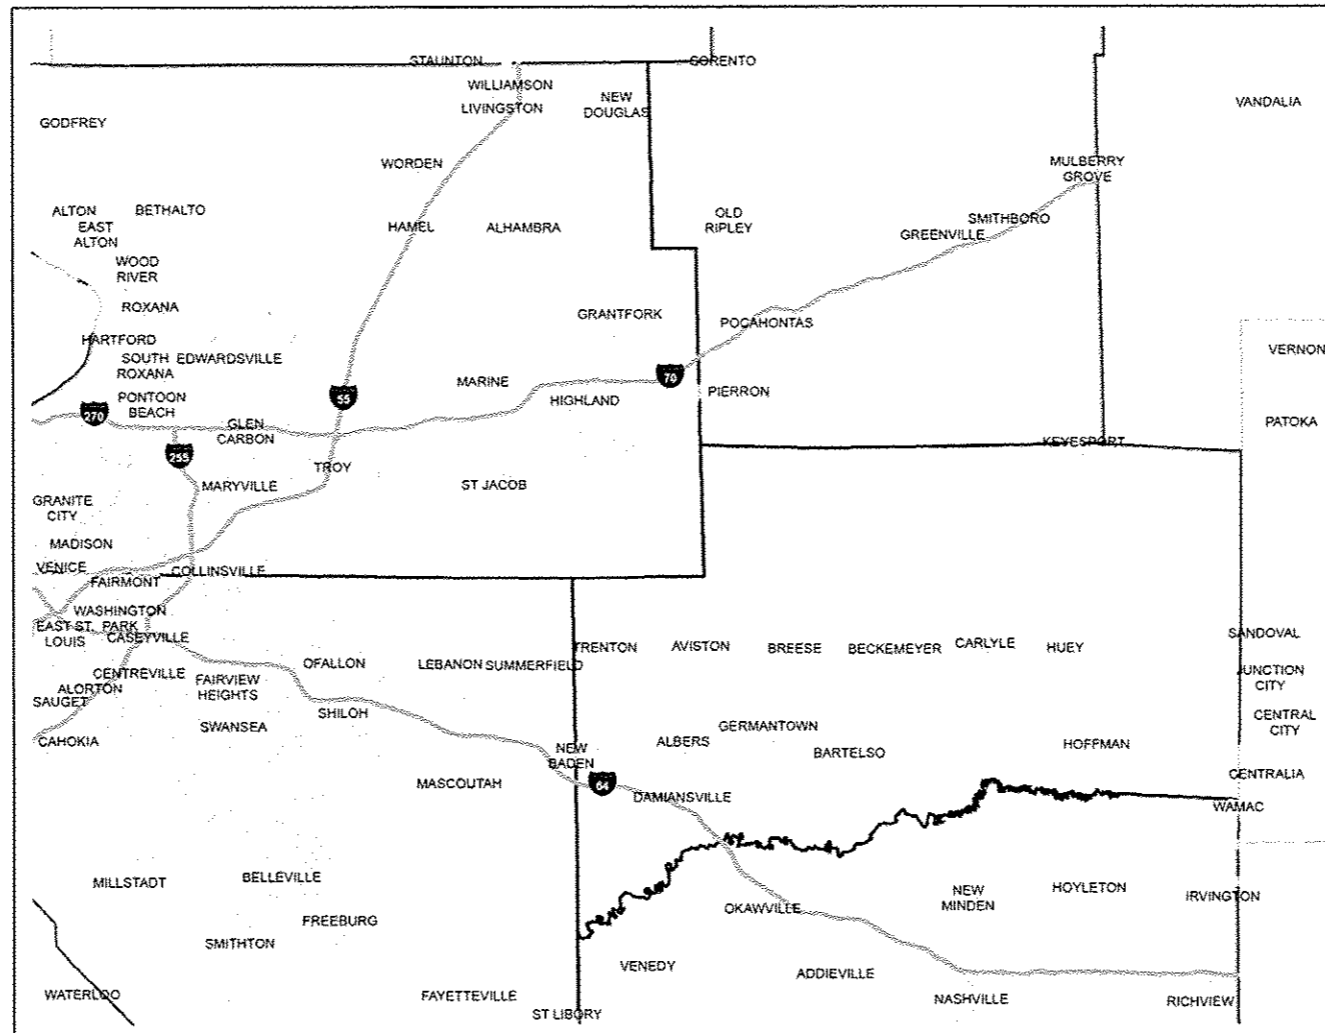 STAUNTON
SORENTO
WILLIAMSON
LIVINGSTON
NEW
DOUGLAS
VANDALIA
GODFREY
WORDEN
MULBERRY
GROVE
ALTON
BETHALTO
EAST
ALTON
HAMEL
ALHAMBRA
OLD
RIPLEY
SMITHBORO
GREENVILLE
WOOD
RIVER
ROXANA
GRANTFORK
POCAHONTAS
HARTFORD
SOUTH
ROXANA
EDWARDSVILLE
VERNON
MARINE
70
PIERRON
HIGHLAND
55
PONTOON
BEACH
270
GLEN
CARBON
PATOKA
KEYESPORT
255
TROY
MARYVILLE
ST JACOB
GRANITE
CITY
MADISON
VENICE
COLLINSVILLE
FAIRMONT
WASHINGTON
PARK
EAST ST.
LOUIS
CASEYVILLE
TRENTON
AVISTON
BREESE
BECKEMEYER
CARLYLE
HUEY
SANDOVAL
OFALLON
LEBANON
SUMMERFIELD
CENTREVILLE
FAIRVIEW
HEIGHTS
JUNCTION
CITY
ALORTON
SAUGET
SHILOH
SWANSEA
CENTRAL
CITY
CAHOKIA
NEW
BADEN
ALBERS
GERMANTOWN
BARTELSO
HOFFMAN
MASCOUTAH
64
DAMIANSVILLE
CENTRALIA
WAMAC
MILLSTADT
BELLEVILLE
FREEBURG
SMITHTON
OKAWVILLE
NEW
MINDEN
HOYLETON
IRVINGTON
VENEDY
ADDIEVILLE
WATERLOO
FAYETTEVILLE
ST LIBORY
NASHVILLE
RICHVIEW